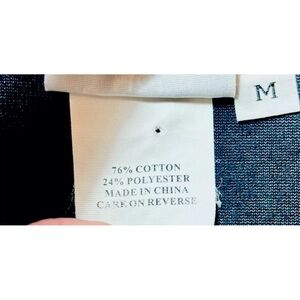 M
76% COTTON
24% POLYESTER
MADE IN CHINA
CARE ON REVERSE